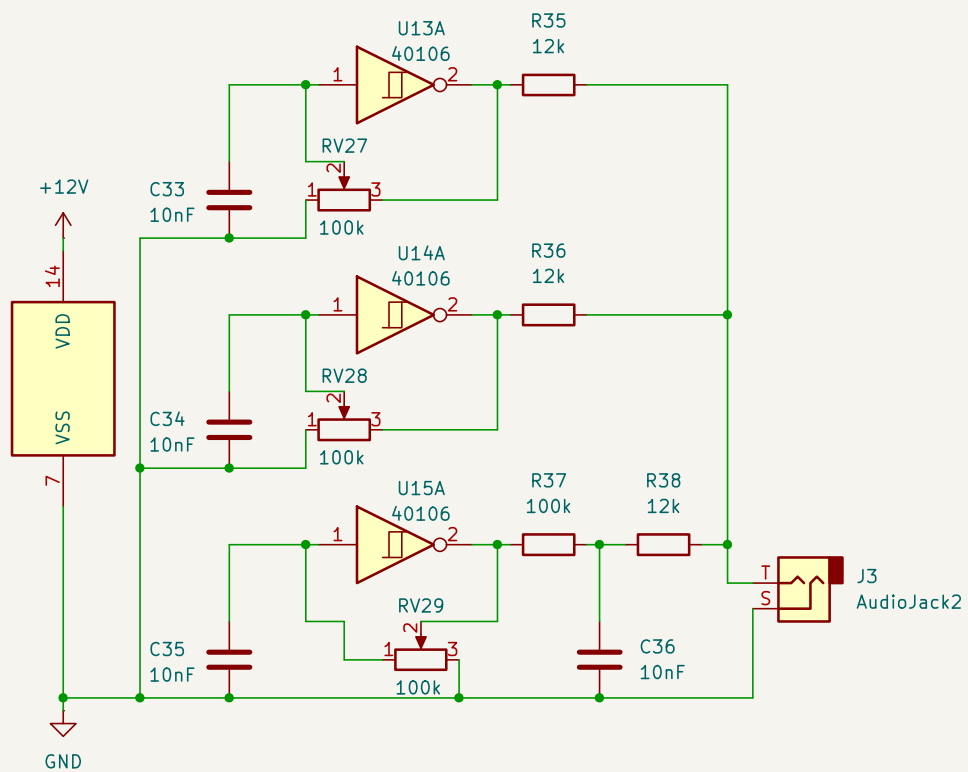 U13A
40106
1
2
R35
12k
RV27
2
1
3
100k
C33
10nF
+12V
14
VDD
VSS
7
GND
U14A
40106
1
2
R36
12k
RV28
2
1
3
100k
C34
10nF
U15A
40106
1
2
R37
100k
R38
12k
RV29
2
1
3
100k
C35
10nF
C36
10nF
T
S
J3
AudioJack2